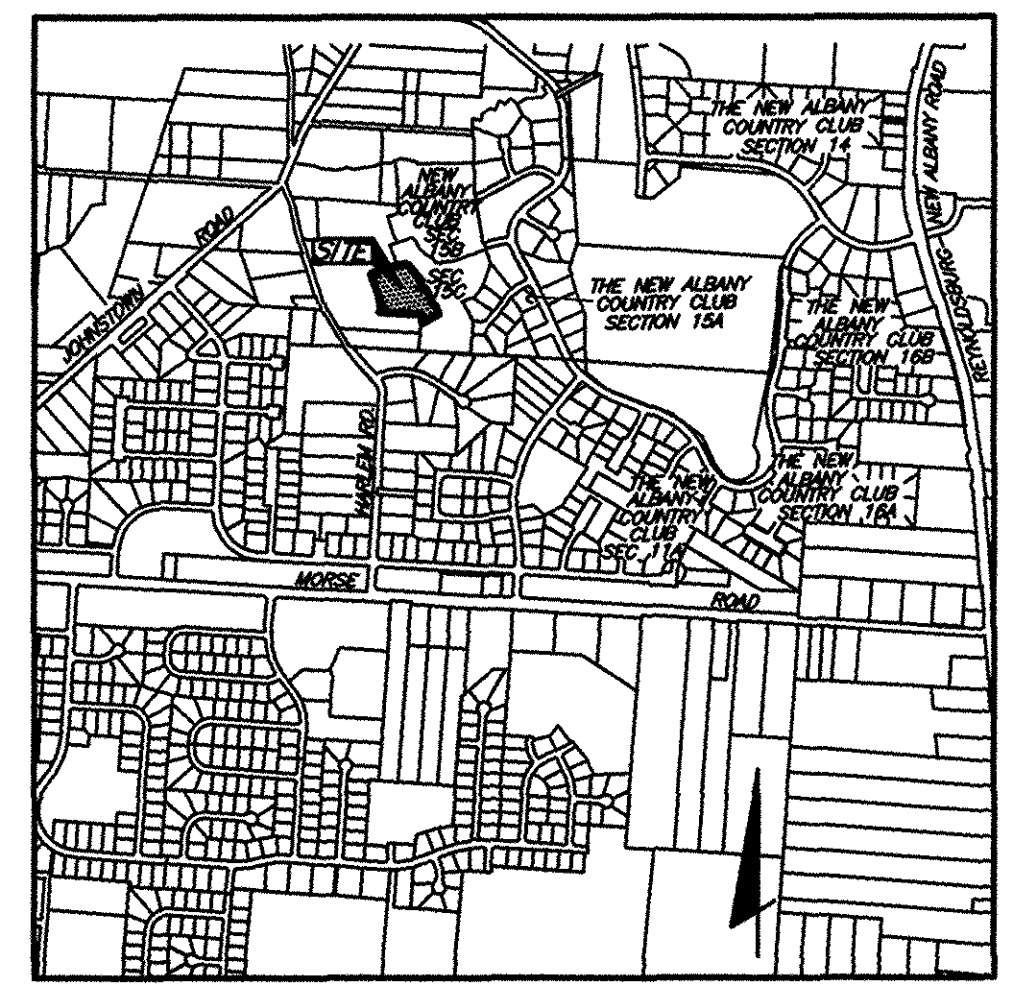 THE NEW ALBANY
COUNTRY CLUB
SECTION 14
NEW ALBANY ROAD
REYNOLDSBURG-
NEW
ALBANY
COUNTRY
CLUB
SEC
15B
ROAD
JOHNSTOWN
SITE
SEC
15C
THE NEW ALBANY
COUNTRY CLUB
SECTION 15A
THE NEW
ALBANY
COUNTRY CLUB
SECTION 16B
HARLEM RD.
THE NEW
ALBANY
COUNTRY CLUB
SECTION 16A
THE NEW
ALBANY
COUNTRY
CLUB
SEC 11A
MORSE
ROAD